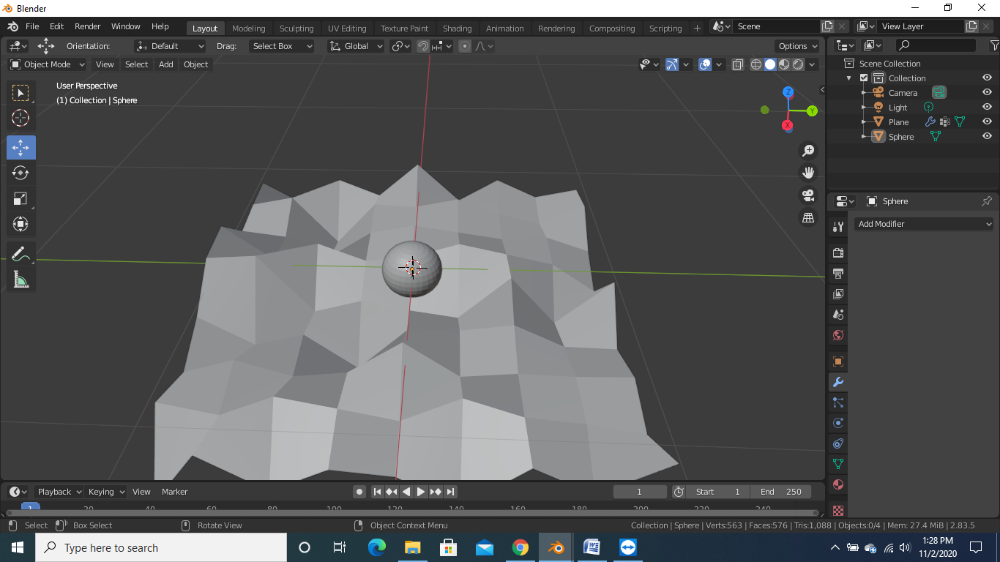 Blender
File Edit Render Window Help
Layout Modeling Sculpting UV Editing Texture Paint Shading Animation Rendering Compositing Scripting +
Scene
View Layer
Orientation: Default Drag: Select Box Global Options
Object Mode View Select Add Object
User Perspective
(1) Collection | Sphere
Z
Y
X
Scene Collection
Collection
Camera
Light
Plane
Sphere
Sphere
Add Modifier
Playback Keying View Marker
1
Start 1 End 250
1 20 40 60 80 100 120 140 160 180 200 220 240
Select Box Select Rotate View Object Context Menu
Collection | Sphere | Verts:563 | Faces:576 | Tris:1,088 | Objects:0/4 | Mem: 27.4 MiB | 2.83.5
Type here to search
1:28 PM
11/2/2020